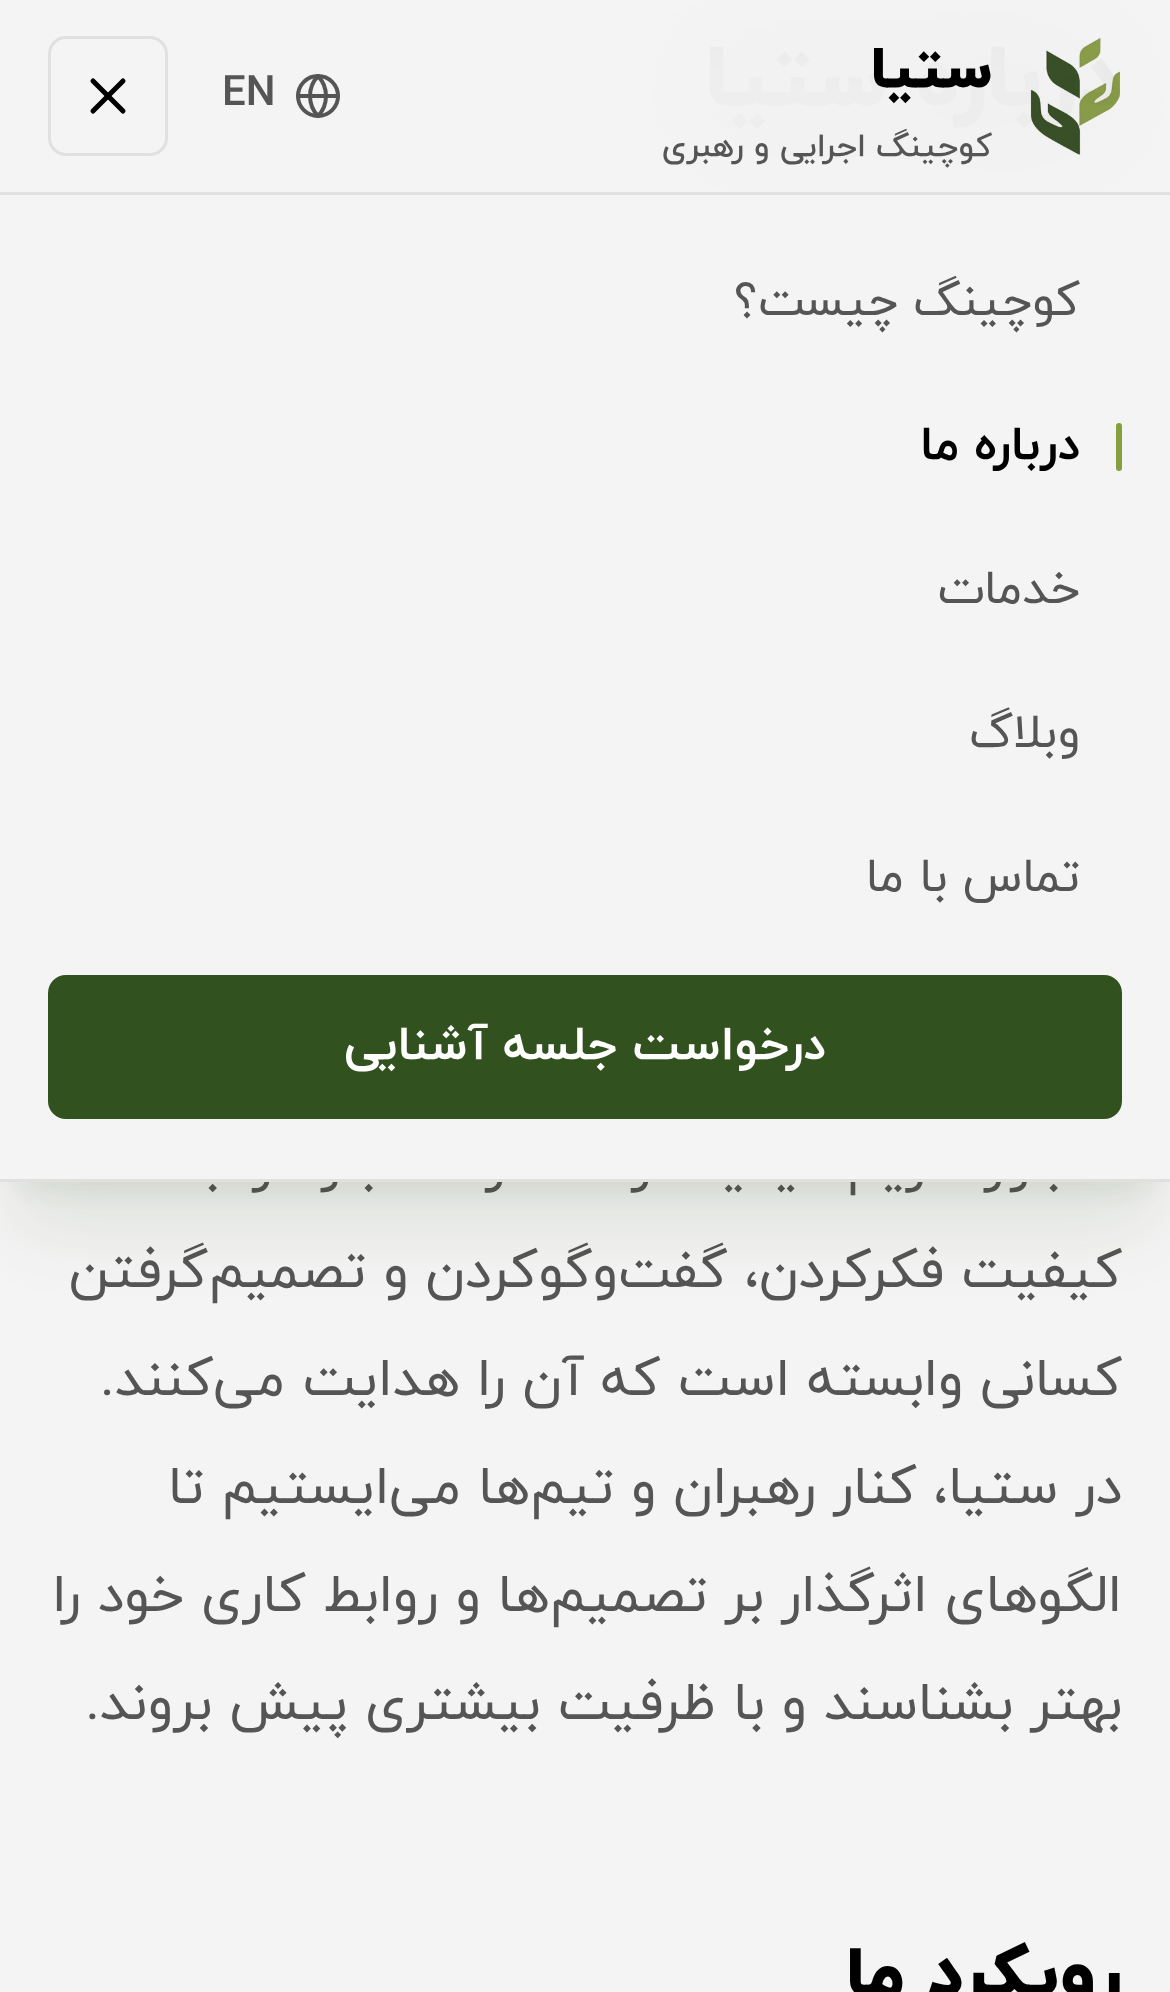 ستیا
کوچینگ اجرایی و رهبری
EN
کوچینگ چیست؟
درباره ما
خدمات
وبلاگ
تماس با ما
درخواست جلسه آشنایی
کیفیت فکرکردن، گفت‌وگوکردن و تصمیم‌گرفتن
کسانی وابسته است که آن را هدایت می‌کنند.
در ستیا، کنار رهبران و تیم‌ها می‌ایستیم تا
الگوهای اثرگذار بر تصمیم‌ها و روابط کاری خود را
بهتر بشناسند و با ظرفیت بیشتری پیش بروند.
رویکرد ما